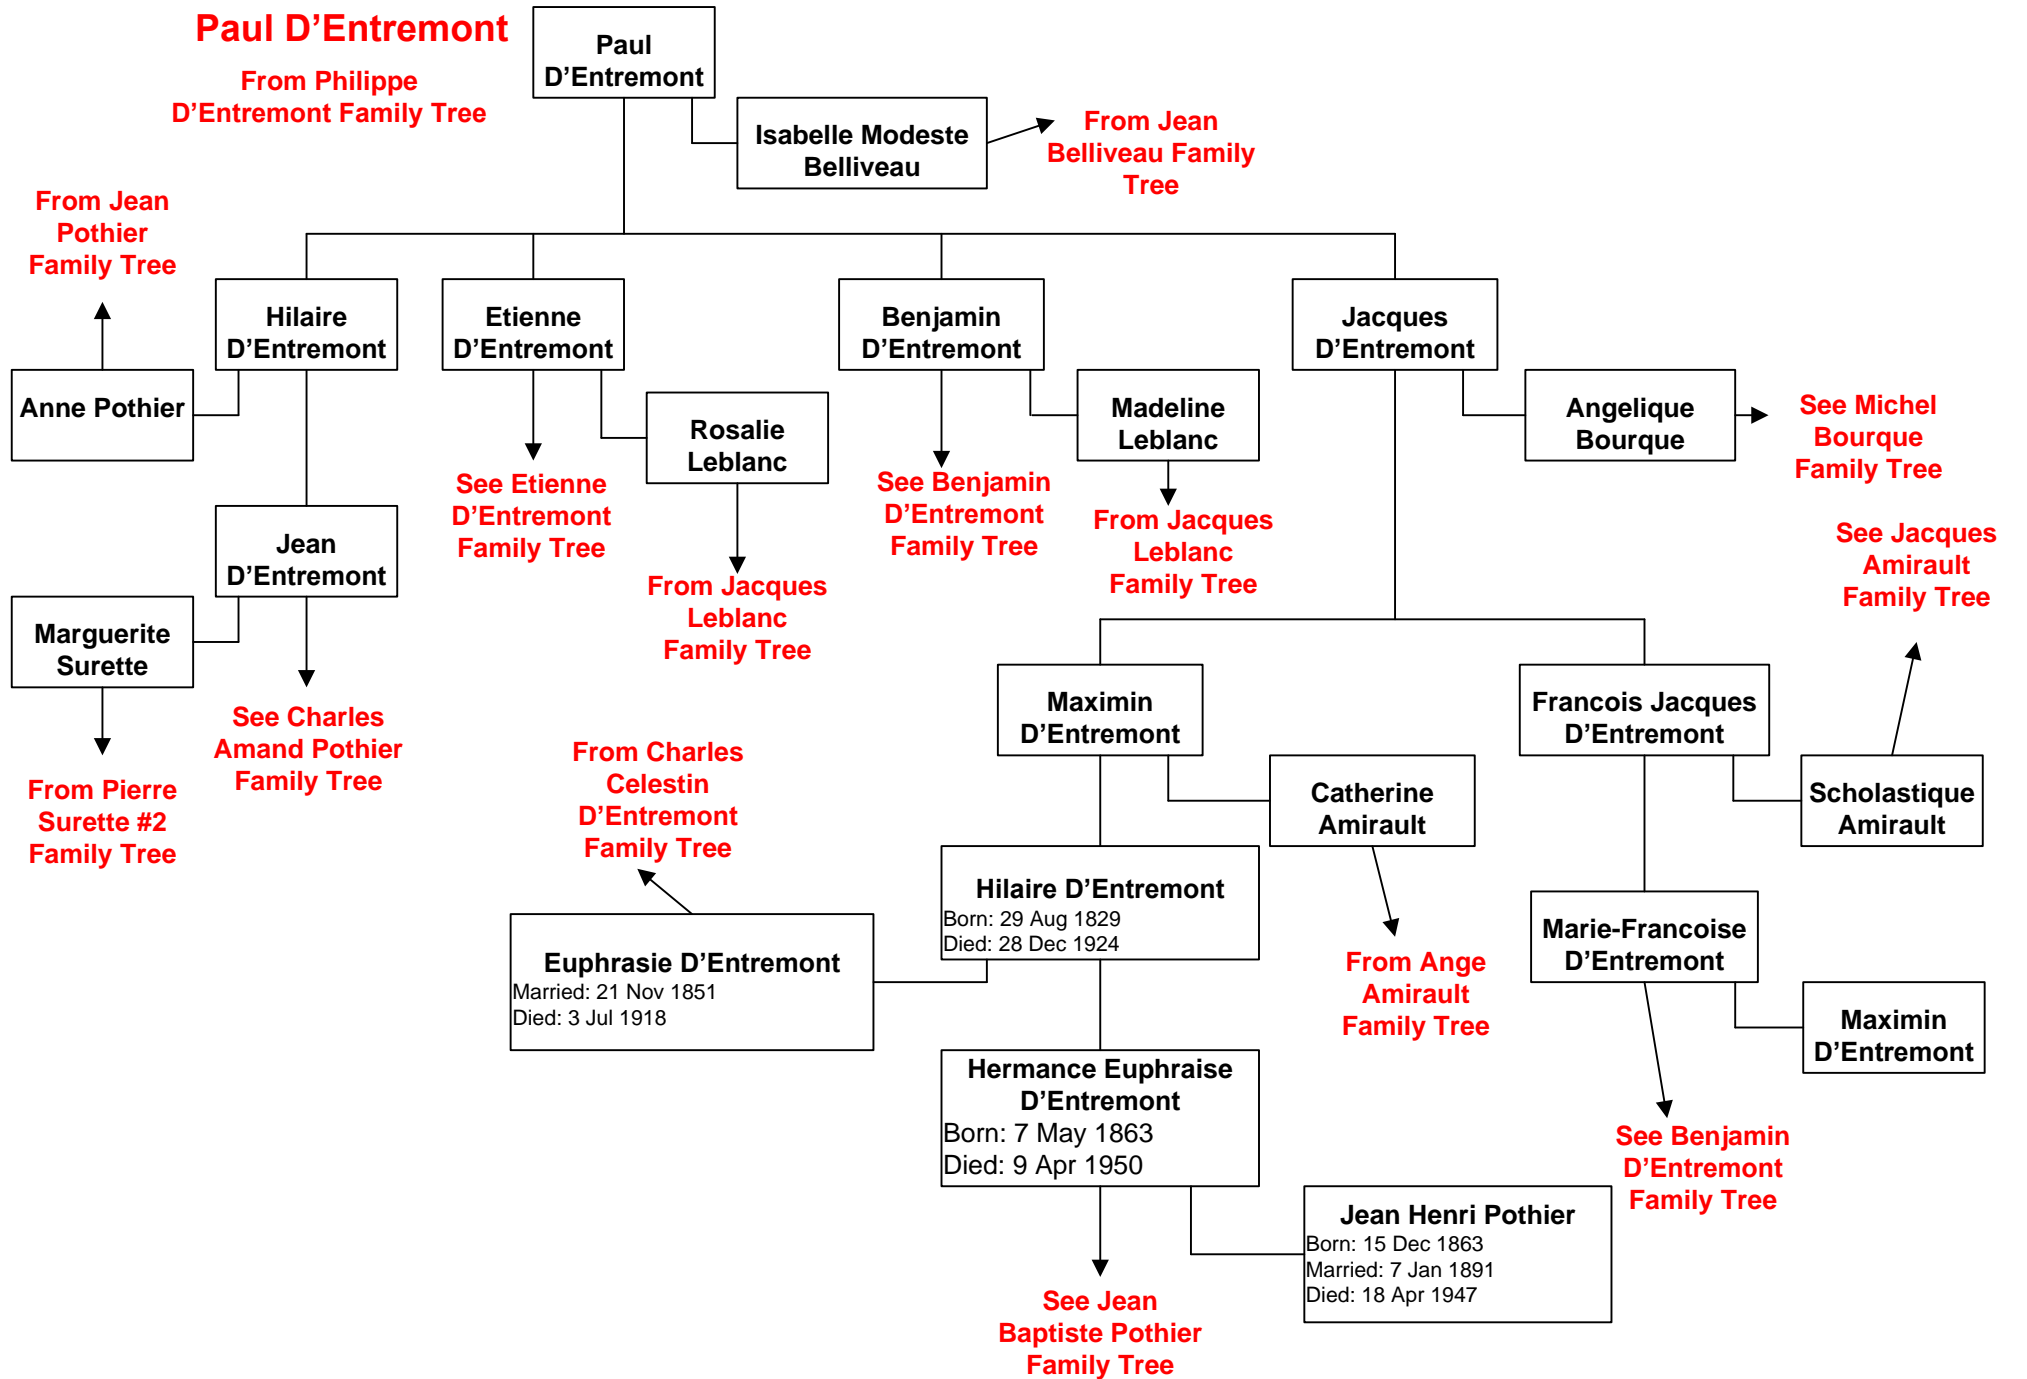 Paul D'Entremont
From Philippe
D'Entremont Family Tree
Paul
D'Entremont
Isabelle Modeste
Belliveau
From Jean
Belliveau Family
Tree
From Jean
Pothier
Family Tree
Hilaire
D'Entremont
Etienne
D'Entremont
Benjamin
D'Entremont
Jacques
D'Entremont
Anne Pothier
Rosalie
Leblanc
Madeline
Leblanc
Angelique
Bourque
See Michel
Bourque
Family Tree
See Etienne
D'Entremont
Family Tree
See Benjamin
D'Entremont
Family Tree
From Jacques
Leblanc
Family Tree
From Jacques
Leblanc
Family Tree
See Jacques
Amirault
Family Tree
Jean
D'Entremont
Marguerite
Surette
See Charles
Amand Pothier
Family Tree
From Pierre
Surette #2
Family Tree
Maximin
D'Entremont
Francois Jacques
D'Entremont
Catherine
Amirault
Scholastique
Amirault
From Charles
Celestin
D'Entremont
Family Tree
Hilaire D'Entremont
Born: 29 Aug 1829
Died: 28 Dec 1924
Euphrasie D'Entremont
Married: 21 Nov 1851
Died: 3 Jul 1918
From Ange
Amirault
Family Tree
Marie-Francoise
D'Entremont
Maximin
D'Entremont
Hermance Euphraise
D'Entremont
Born: 7 May 1863
Died: 9 Apr 1950
See Benjamin
D'Entremont
Family Tree
Jean Henri Pothier
Born: 15 Dec 1863
Married: 7 Jan 1891
Died: 18 Apr 1947
See Jean
Baptiste Pothier
Family Tree